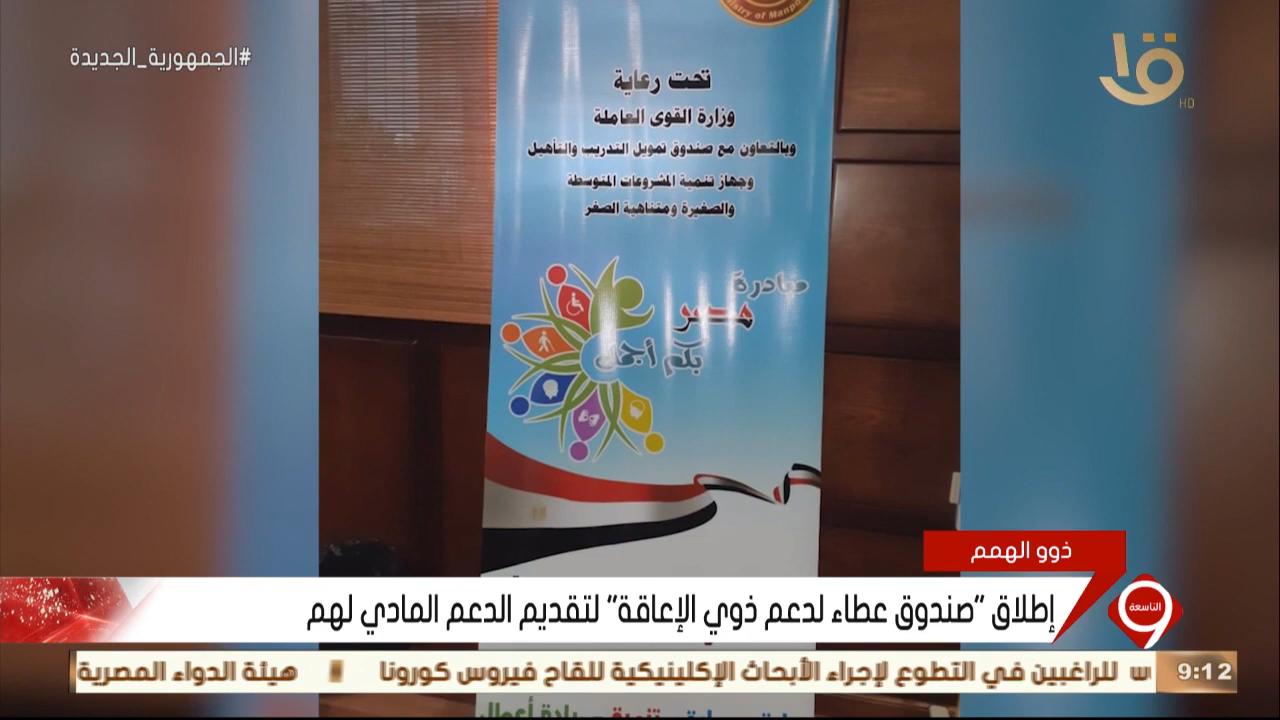 #الجمهورية_الجديدة
HD
تحت رعاية
وزارة القوى العاملة
وبالتعاون مع صندوق تمويل التدريب والتأهيل
وجهاز تنمية المشروعات المتوسطة
والصغيرة ومتناهية الصغر
مبادرة
مصر
بكم أجمل
ذوو الهمم
التاسعة
9
إطلاق "صندوق عطاء لدعم ذوي الإعاقة" لتقديم الدعم المادي لهم
9:12
للراغبين في التطوع لإجراء الأبحاث الإكلينيكية للقاح فيروس كورونا
هيئة الدواء المصرية